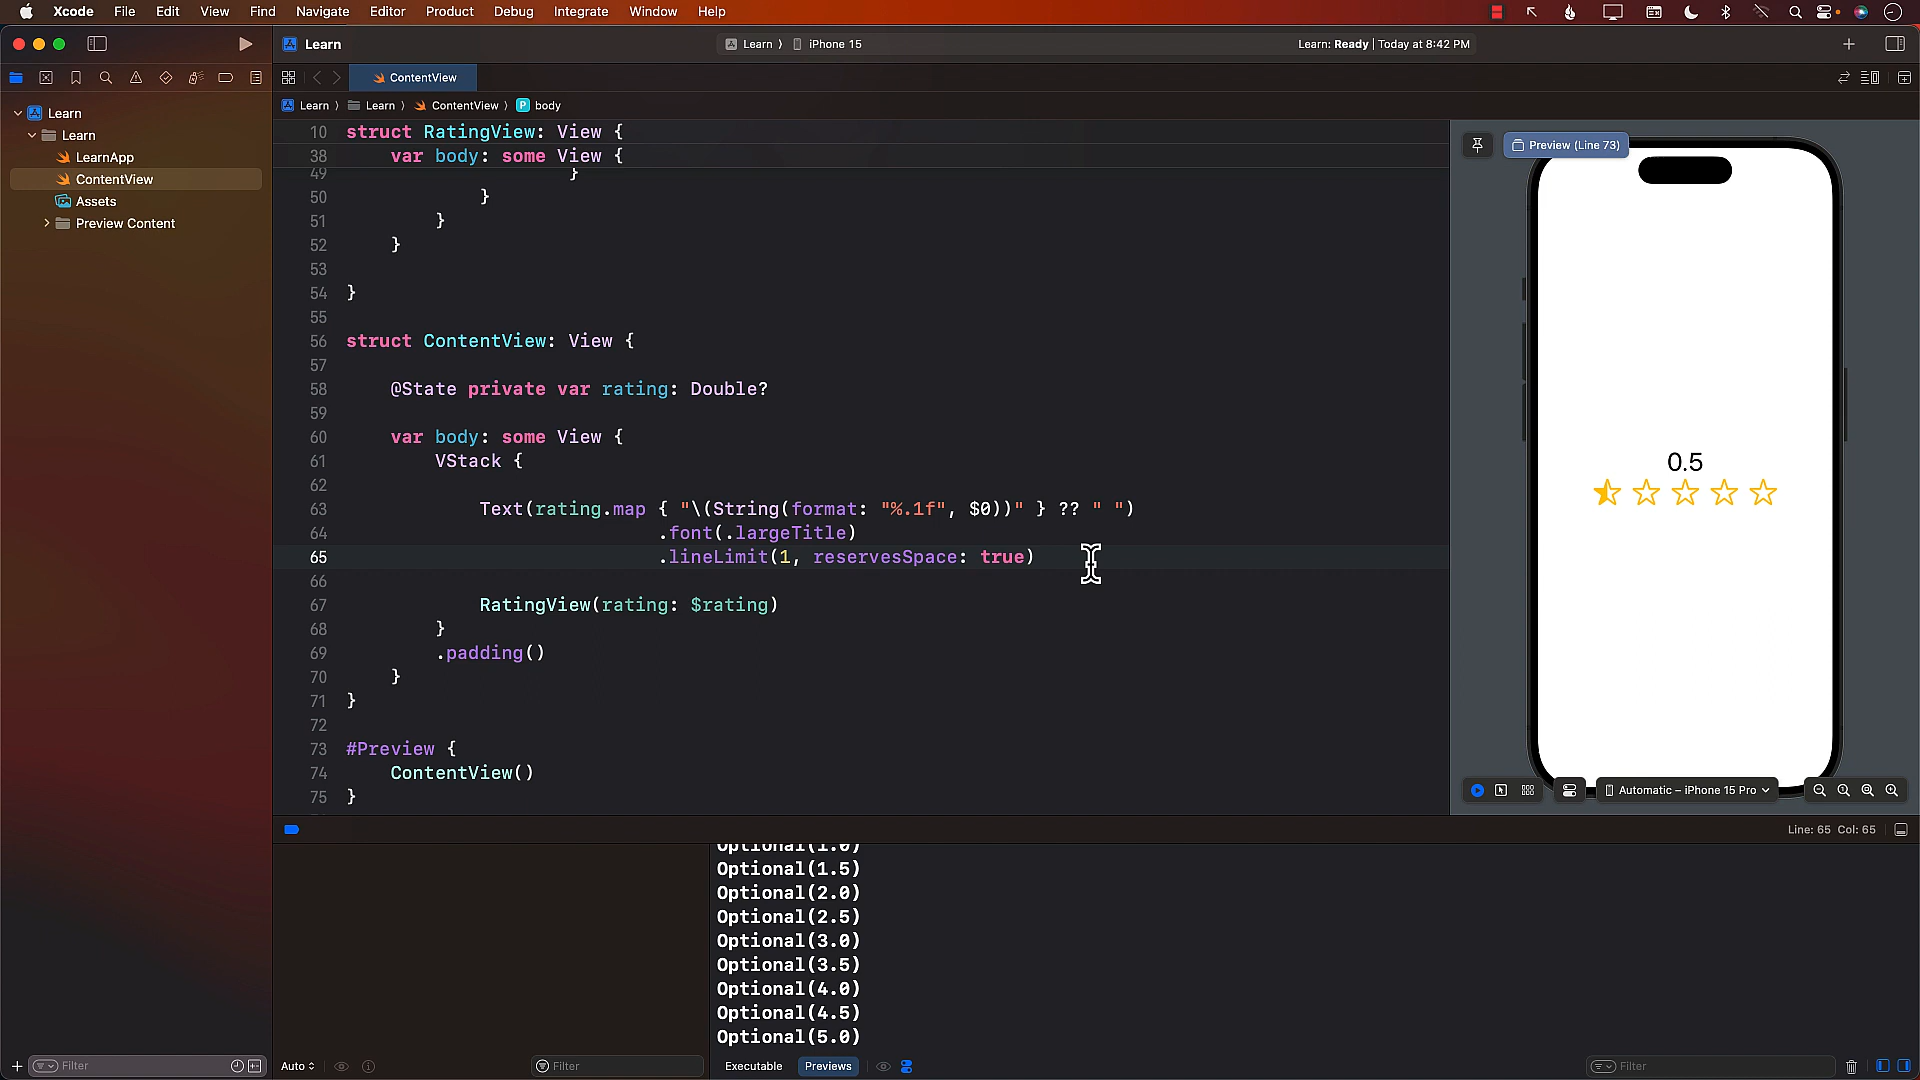 Xcode File Edit View Find Navigate Editor Product Debug Integrate Window Help
Learn
Learn ⟩ iPhone 15
Learn: Ready | Today at 8:42 PM
ContentView
Learn ⟩ Learn ⟩ ContentView ⟩ P body
Learn
Learn
LearnApp
ContentView
Assets
Preview Content
10 struct RatingView: View {
38 var body: some View {
49 }
50 }
51 }
52 }
53
54 }
55
56 struct ContentView: View {
57
58 @State private var rating: Double?
59
60 var body: some View {
61 VStack {
62
63 Text(rating.map { "\(String(format: "%.1f", $0))" } ?? " ")
64 .font(.largeTitle)
65 .lineLimit(1, reservesSpace: true)
66
67 RatingView(rating: $rating)
68 }
69 .padding()
70 }
71 }
72
73 #Preview {
74 ContentView()
75 }
Preview (Line 73)
0.5
Automatic – iPhone 15 Pro
Line: 65 Col: 65
Optional(1.0)
Optional(1.5)
Optional(2.0)
Optional(2.5)
Optional(3.0)
Optional(3.5)
Optional(4.0)
Optional(4.5)
Optional(5.0)
Filter
Auto
Filter
Executable Previews
Filter